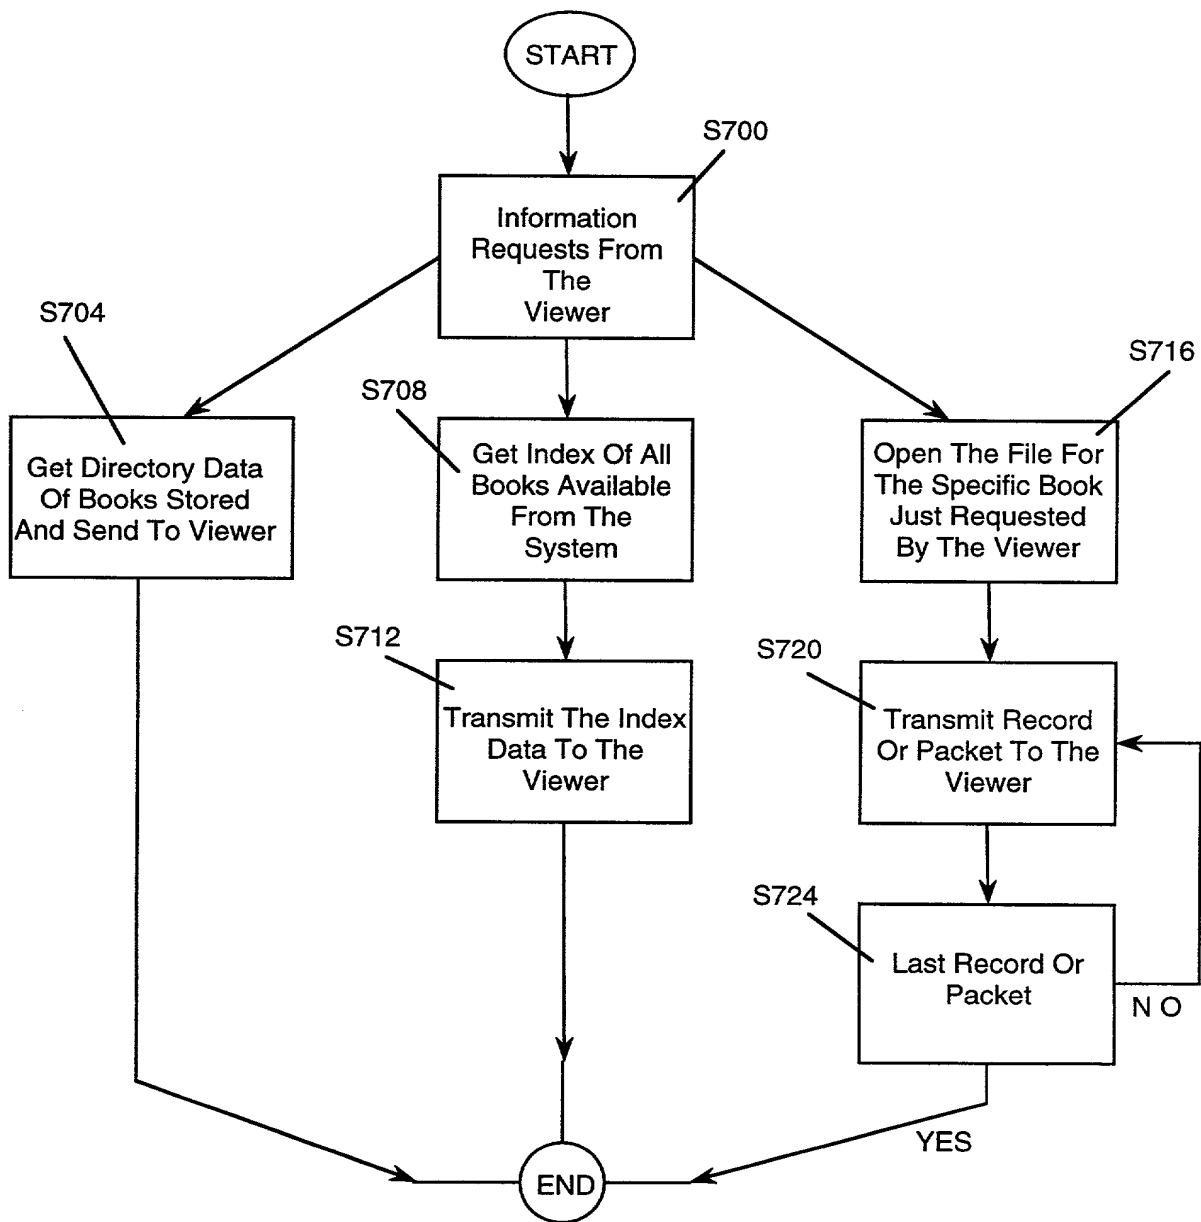 START
S700
Information
Requests From
The
Viewer
S704
Get Directory Data
Of Books Stored
And Send To Viewer
S708
Get Index Of All
Books Available
From The
System
S716
Open The File For
The Specific Book
Just Requested
By The Viewer
S712
Transmit The Index
Data To The
Viewer
S720
Transmit Record
Or Packet To The
Viewer
S724
Last Record Or
Packet
N O
YES
END